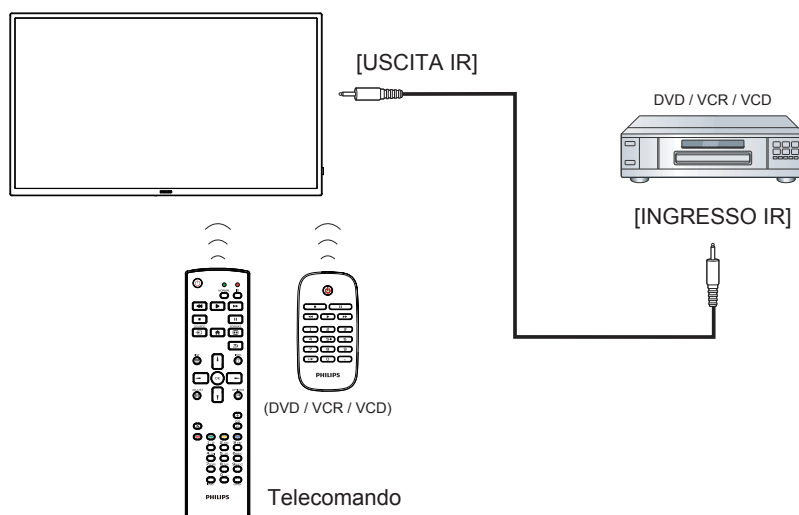 [USCITA IR]
DVD / VCR / VCD
[INGRESSO IR]
PHILIPS
(DVD / VCR / VCD)
PHILIPS
Telecomando